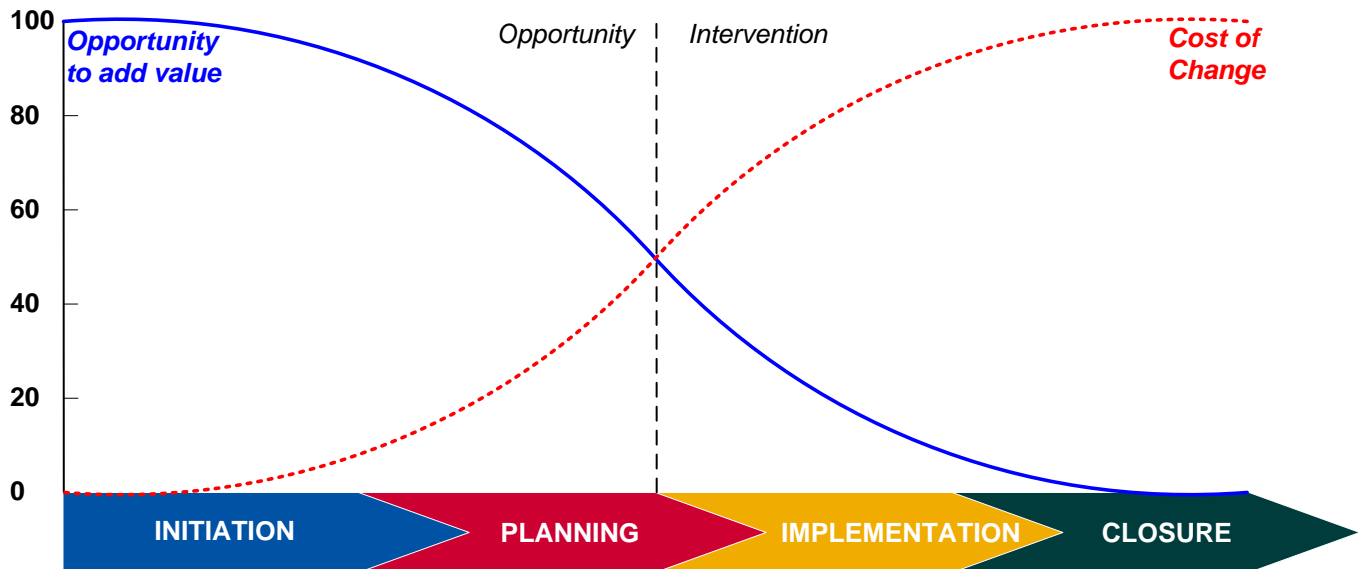 100
Opportunity
to add value
Opportunity
Intervention
Cost of
Change
80
60
40
20
0
INITIATION
PLANNING
IMPLEMENTATION
CLOSURE